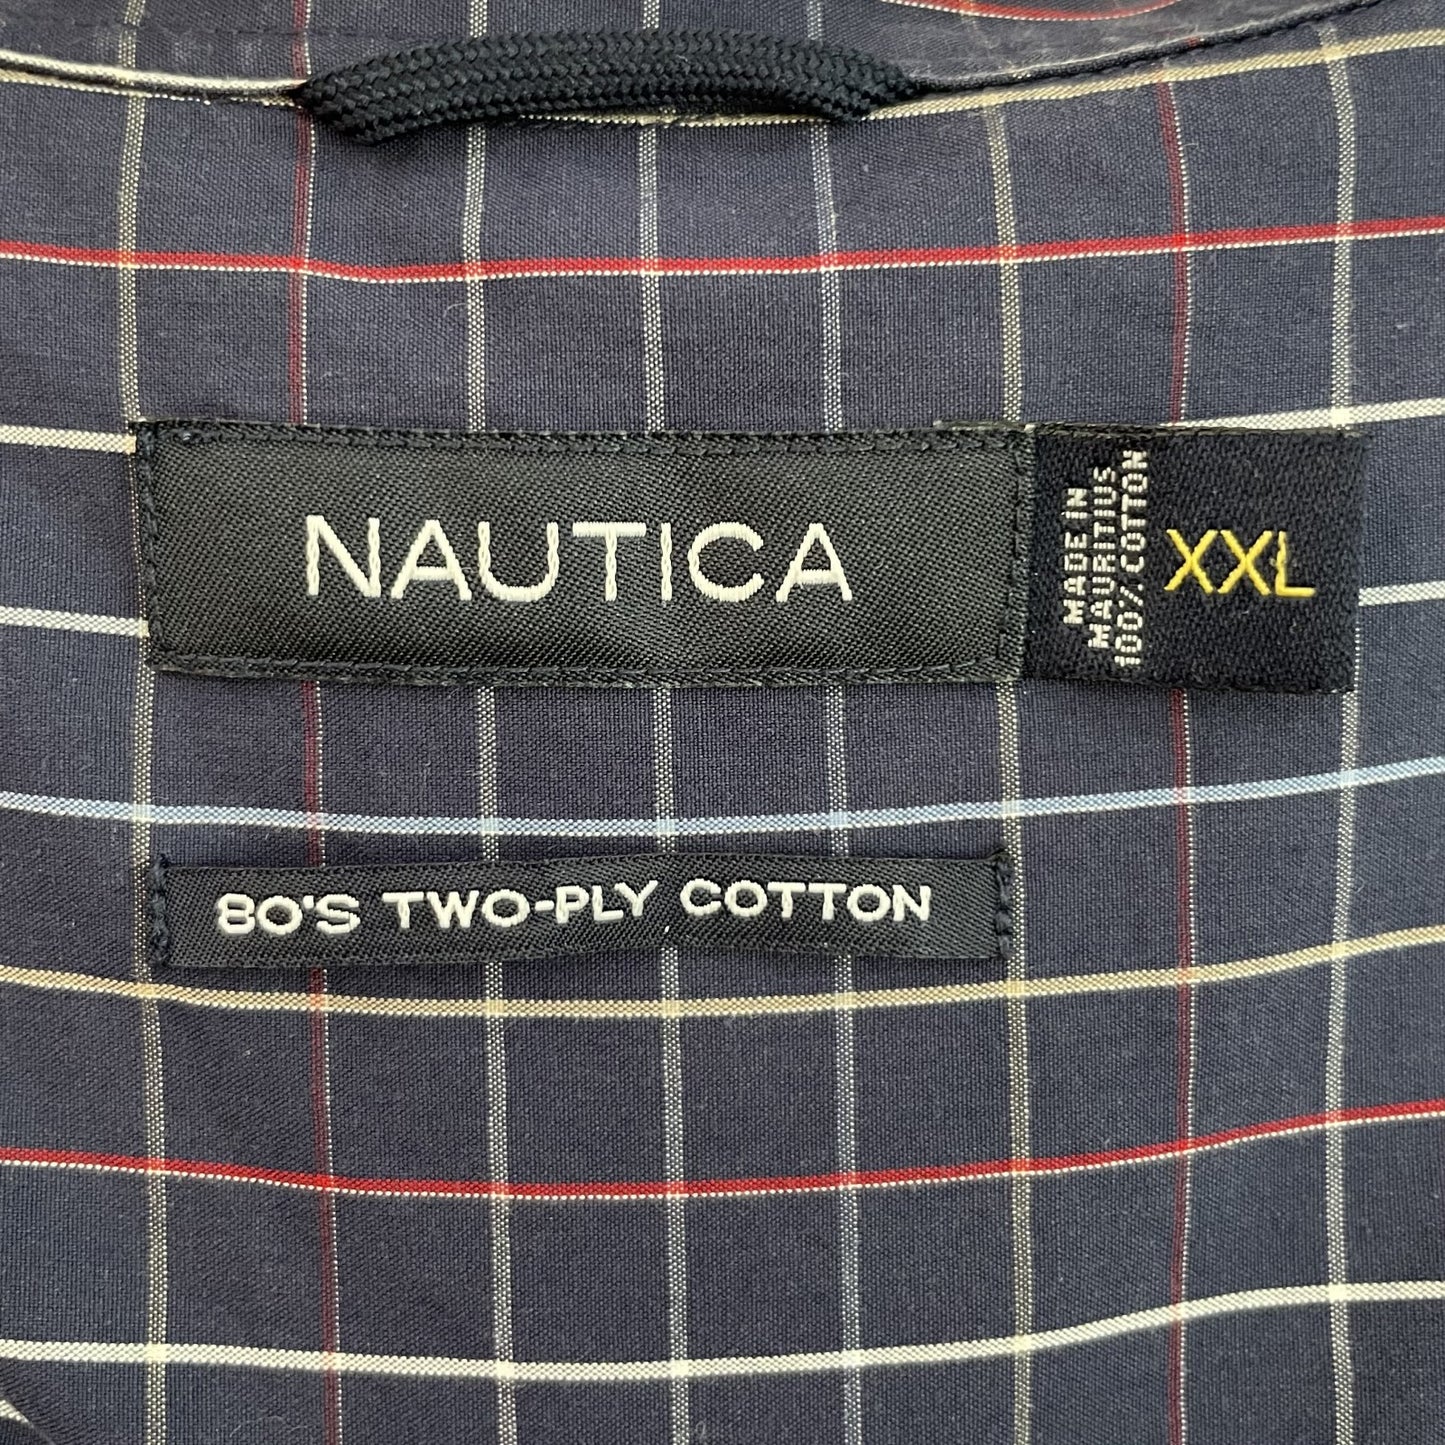 NAUTICA
MADE IN
MAURITIUS
100% COTTON
XXL
80'S TWO-PLY COTTON